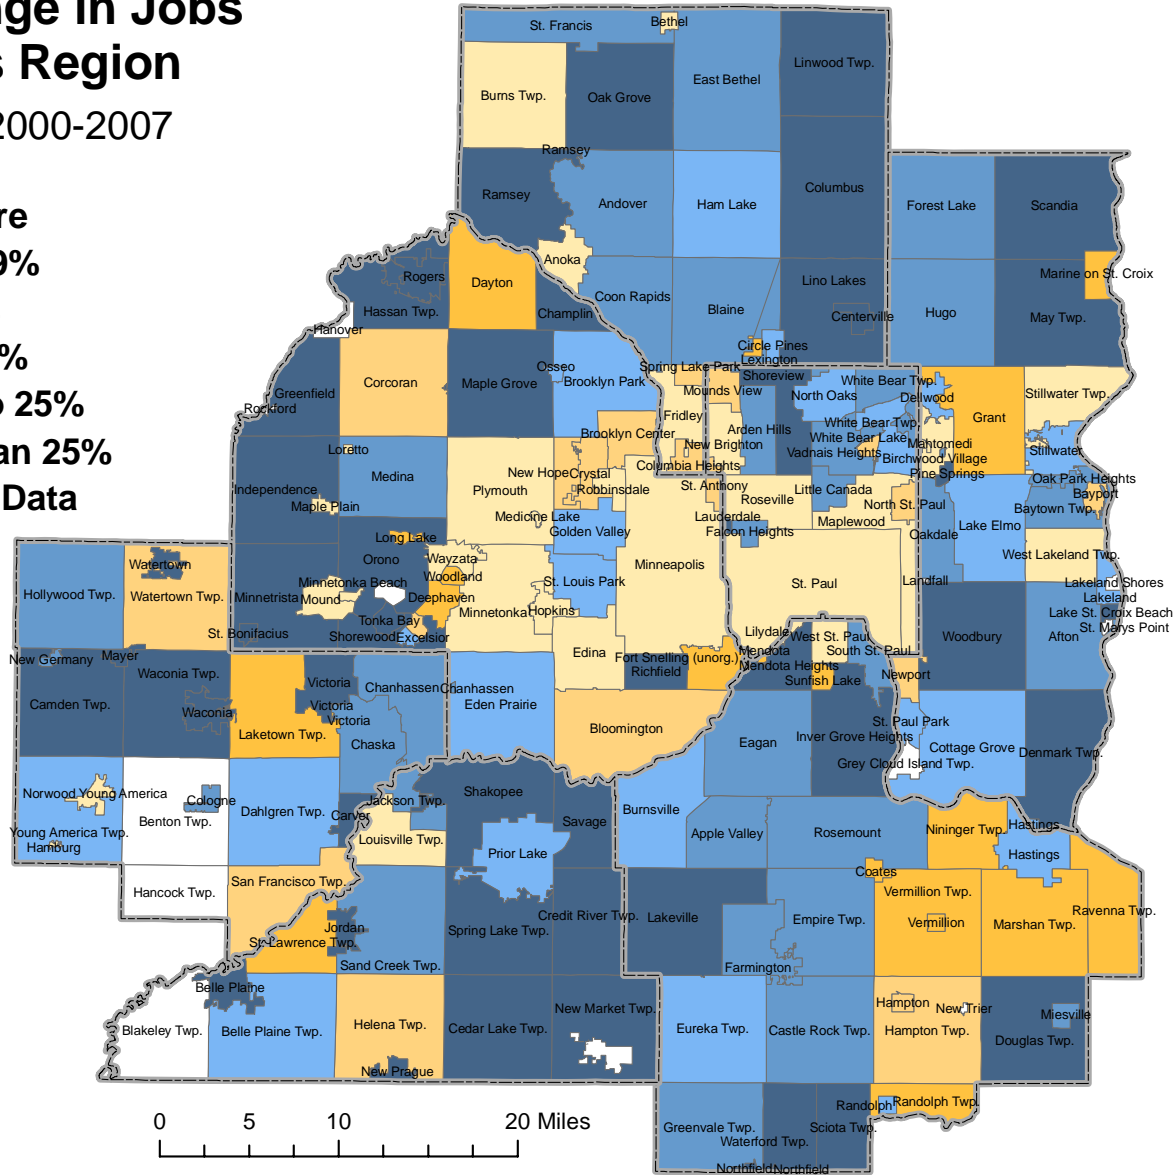 nge in Jobs
s Region
2000-2007
re
9%
%
o 25%
an 25%
Data
St. Francis
Bethel
Linwood Twp.
East Bethel
Burns Twp.
Oak Grove
Ramsey
Ramsey
Columbus
Andover
Ham Lake
Forest Lake
Scandia
Anoka
Marine on St. Croix
Rogers
Dayton
Lino Lakes
Coon Rapids
Hassan Twp.
Champlin
Blaine
Centerville
Hugo
May Twp.
Hanover
Circle Pines
Lexington
Osseo
Spring Lake Park
Shoreview
Corcoran
Maple Grove
Brooklyn Park
Mounds View
White Bear Twp.
Greenfield
North Oaks
Dellwood
Stillwater Twp.
Rockford
Fridley
Grant
White Bear Twp.
Arden Hills
Brooklyn Center
White Bear Lake
Mahtomedi
New Brighton
Loretto
Vadnais Heights
Birchwood Village
Stillwater
Columbia Heights
New Hope
Crystal
Pine Springs
Medina
Oak Park Heights
St. Anthony
Independence
Plymouth
Robbinsdale
Little Canada
Bayport
Roseville
Maple Plain
North St. Paul
Baytown Twp.
Medicine Lake
Lauderdale
Maplewood
Lake Elmo
Golden Valley
Falcon Heights
Oakdale
Long Lake
West Lakeland Twp.
Orono
Wayzata
Watertown
Minneapolis
Woodland
St. Louis Park
St. Paul
Landfall
Lakeland Shores
Minnetonka Beach
Hollywood Twp.
Watertown Twp.
Minnetrista
Mound
Deephaven
Lakeland
Minnetonka
Hopkins
Lake St. Croix Beach
Tonka Bay
St. Marys Point
St. Bonifacius
Shorewood
Excelsior
Lilydale
West St. Paul
Woodbury
Afton
Edina
Mendota
South St. Paul
New Germany
Mayer
Fort Snelling (unorg.)
Mendota Heights
Richfield
Waconia Twp.
Sunfish Lake
Newport
Victoria
Chanhassen
Chanhassen
Camden Twp.
Eden Prairie
Victoria
Waconia
Victoria
St. Paul Park
Laketown Twp.
Bloomington
Inver Grove Heights
Chaska
Eagan
Cottage Grove
Denmark Twp.
Grey Cloud Island Twp.
Norwood Young America
Shakopee
Cologne
Jackson Twp.
Burnsville
Dahlgren Twp.
Carver
Benton Twp.
Savage
Hastings
Young America Twp.
Louisville Twp.
Apple Valley
Rosemount
Nininger Twp.
Hamburg
Prior Lake
Hastings
Coates
San Francisco Twp.
Hancock Twp.
Vermillion Twp.
Ravenna Twp.
Credit River Twp.
Lakeville
Empire Twp.
Vermillion
Marshan Twp.
Jordan
Spring Lake Twp.
St. Lawrence Twp.
Sand Creek Twp.
Farmington
Belle Plaine
Hampton
New Trier
New Market Twp.
Miesville
Blakeley Twp.
Belle Plaine Twp.
Helena Twp.
Cedar Lake Twp.
Eureka Twp.
Castle Rock Twp.
Hampton Twp.
Douglas Twp.
New Prague
Randolph
Randolph Twp.
Greenvale Twp.
Sciota Twp.
Waterford Twp.
Northfield
Northfield
0 5 10 20 Miles